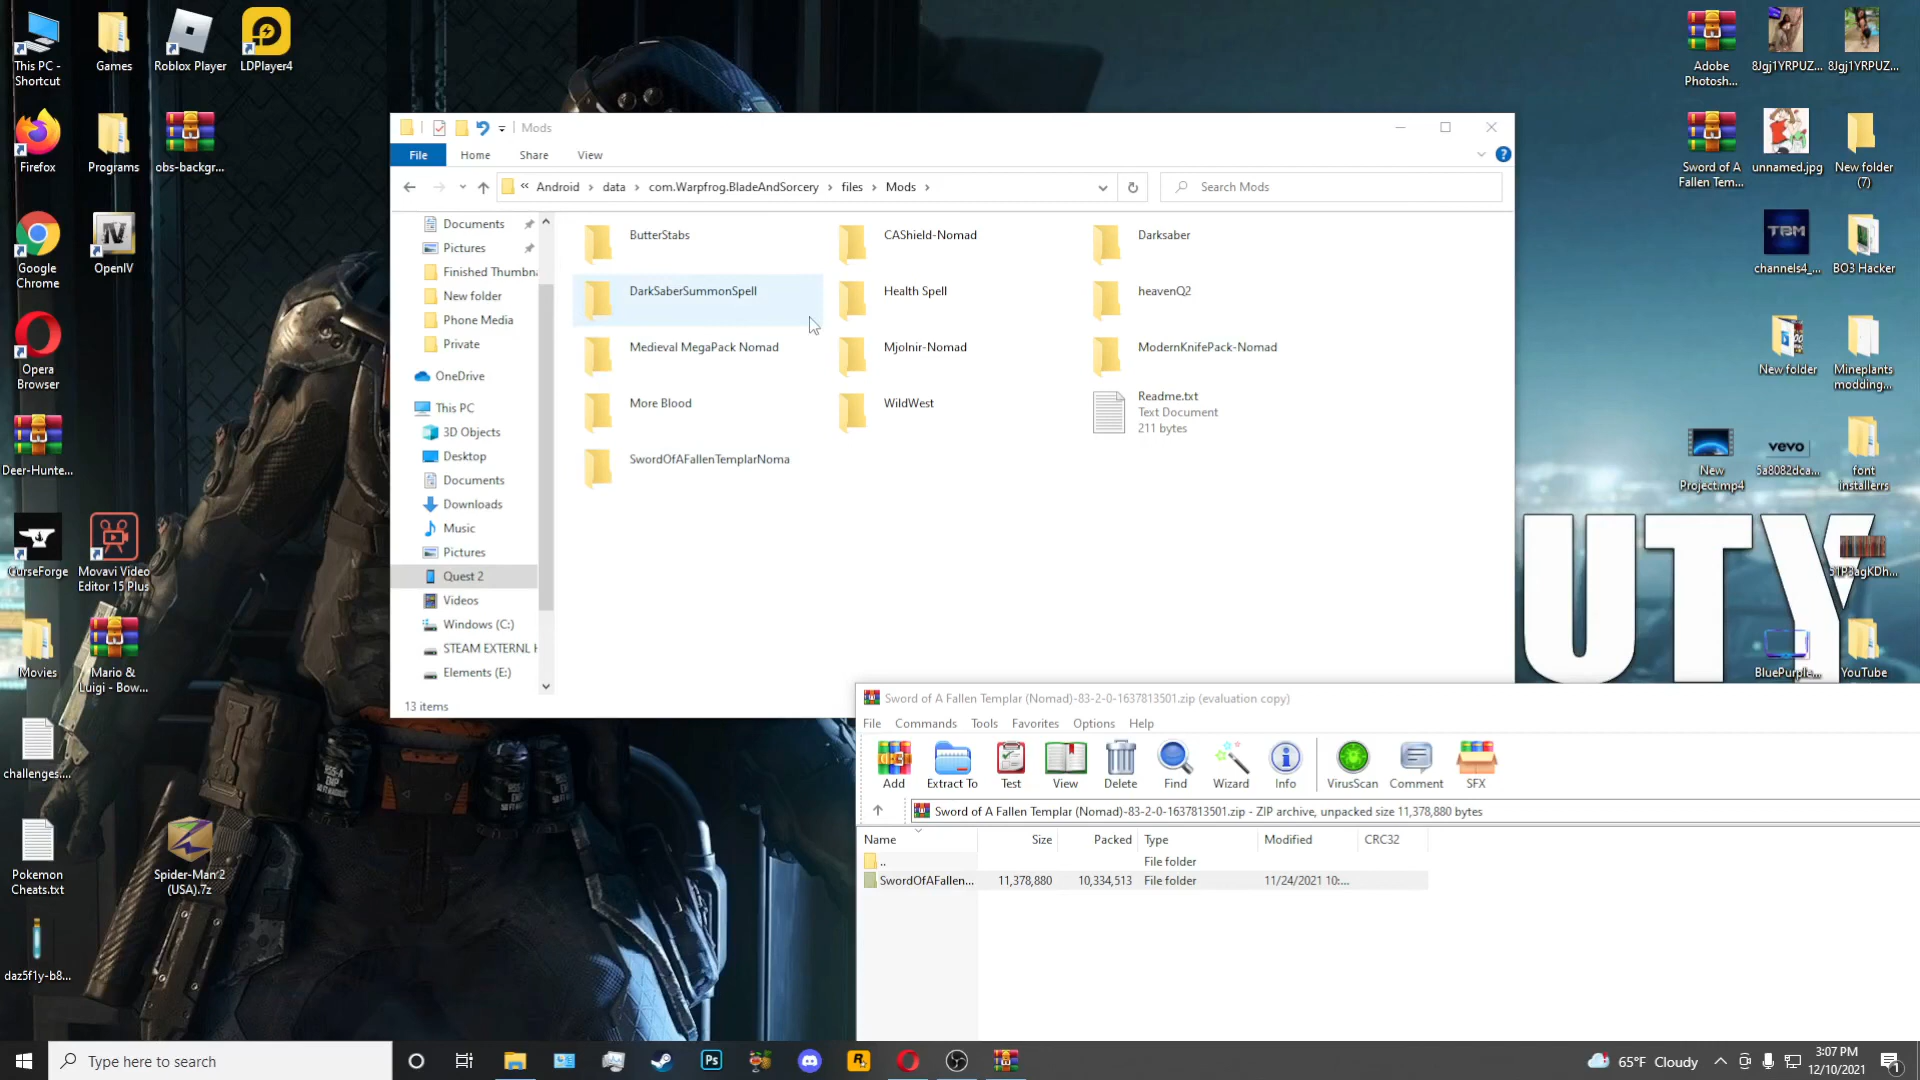 This PC -
Shortcut
Games
Roblox Player
LDPlayer4
Firefox
Programs
obs-backgr...
Google
Chrome
OpenIV
Opera
Browser
Deer-Hunte...
CurseForge
Movavi Video
Editor 15 Plus
Movies
Mario &
Luigi - Bow...
challenges....
Pokemon
Cheats.txt
Spider-Man 2
(USA).7z
daz5f1y-b8...
Mods
File
Home
Share
View
« Android › data › com.Warpfrog.BladeAndSorcery › files › Mods ›
Search Mods
Documents
Pictures
Finished Thumbna
New folder
Phone Media
Private
OneDrive
This PC
3D Objects
Desktop
Documents
Downloads
Music
Pictures
Quest 2
Videos
Windows (C:)
STEAM EXTERNL H
Elements (E:)
ButterStabs
CAShield-Nomad
Darksaber
DarkSaberSummonSpell
Health Spell
heavenQ2
Medieval MegaPack Nomad
Mjolnir-Nomad
ModernKnifePack-Nomad
More Blood
WildWest
Readme.txt
Text Document
211 bytes
SwordOfAFallenTemplarNoma
13 items
Sword of A Fallen Templar (Nomad)-83-2-0-1637813501.zip (evaluation copy)
File
Commands
Tools
Favorites
Options
Help
Add
Extract To
Test
View
Delete
Find
Wizard
Info
VirusScan
Comment
SFX
Sword of A Fallen Templar (Nomad)-83-2-0-1637813501.zip - ZIP archive, unpacked size 11,378,880 bytes
Name
Size
Packed
Type
Modified
CRC32
..
File folder
SwordOfAFallen...
11,378,880
10,334,513
File folder
11/24/2021 10:...
Adobe
Photosh...
8Jgj1YRPUZ...
8Jgj1YRPUZ...
Sword of A
Fallen Tem...
unnamed.jpg
New folder
(7)
TBM
channels4_...
BO3 Hacker
New folder
Mineplants
modding...
New
Project.mp4
vevo
5a8082dca...
font
installerrs
UTY
BluePurple...
YouTube
Type here to search
65°F Cloudy
3:07 PM
12/10/2021
1